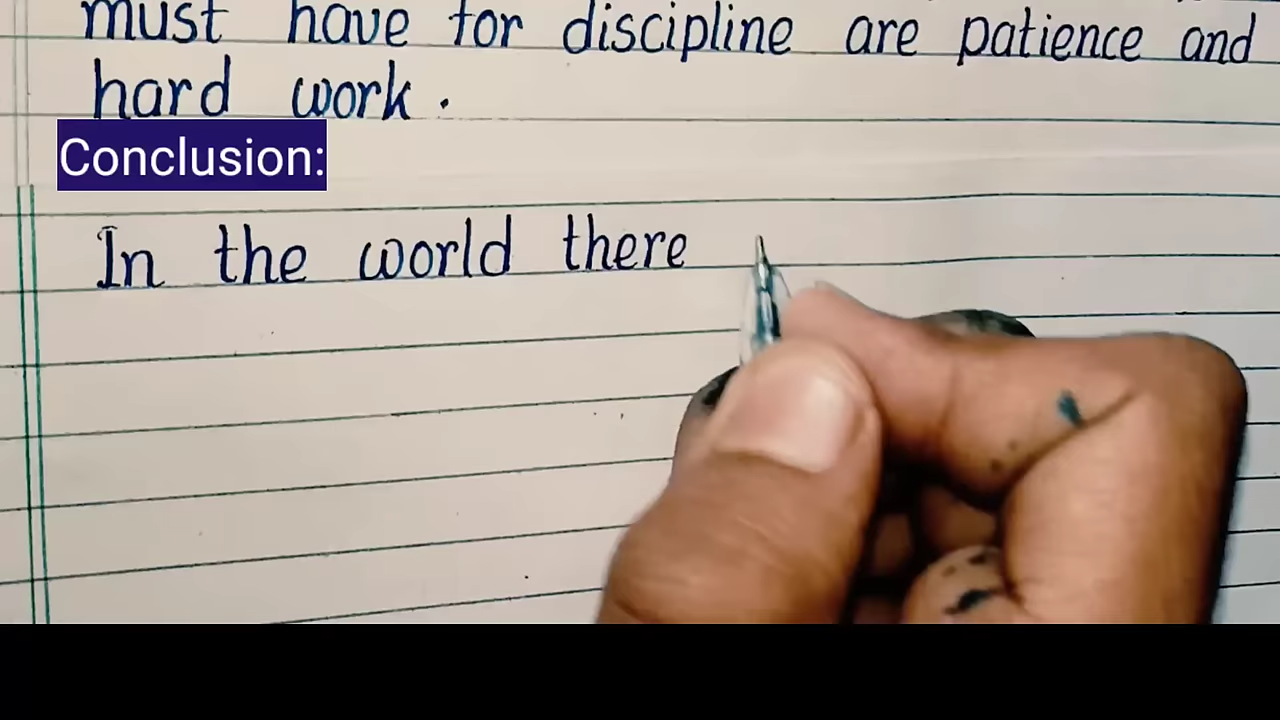 must have for discipline are patience and
hard work.
Conclusion:
In the world there